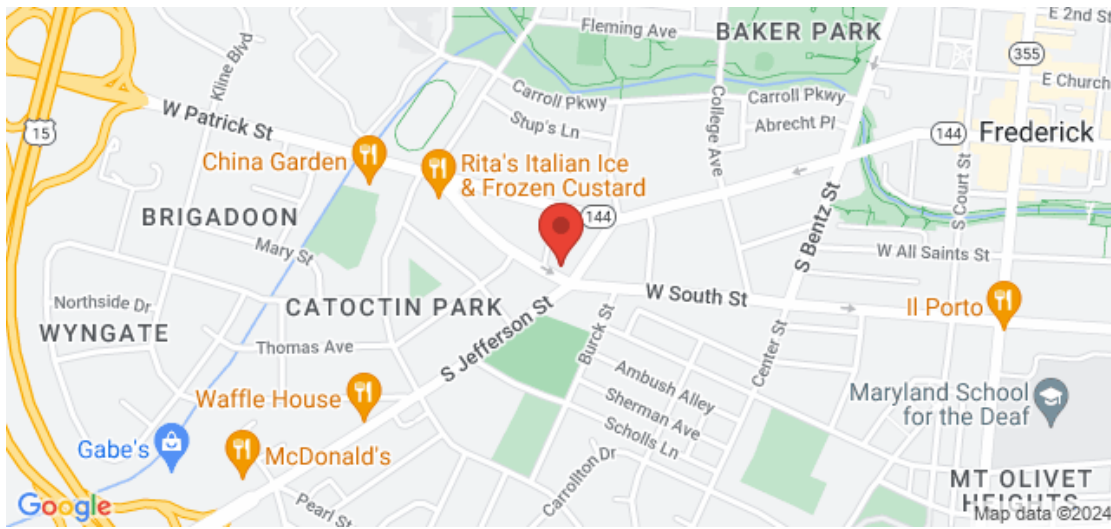 Fleming Ave
BAKER PARK
E 2nd St
355
E Church
Kline Blvd
15
W Patrick St
Carroll Pkwy
Carroll Pkwy
College Ave
Stup's Ln
Abrecht Pl
144
Frederick
China Garden
Rita's Italian Ice
& Frozen Custard
S Court St
BRIGADOON
144
Mary St
S Bentz St
W All Saints St
Northside Dr
CATOCTIN PARK
W South St
Il Porto
WYNGATE
Thomas Ave
S Jefferson St
Burck St
Center St
Ambush Alley
Waffle House
Sherman Ave
Maryland School
for the Deaf
Scholls Ln
Gabe's
McDonald's
Carrollton Dr
MT OLIVET
HEIGHTS
Pearl St
Google
Map data ©2024